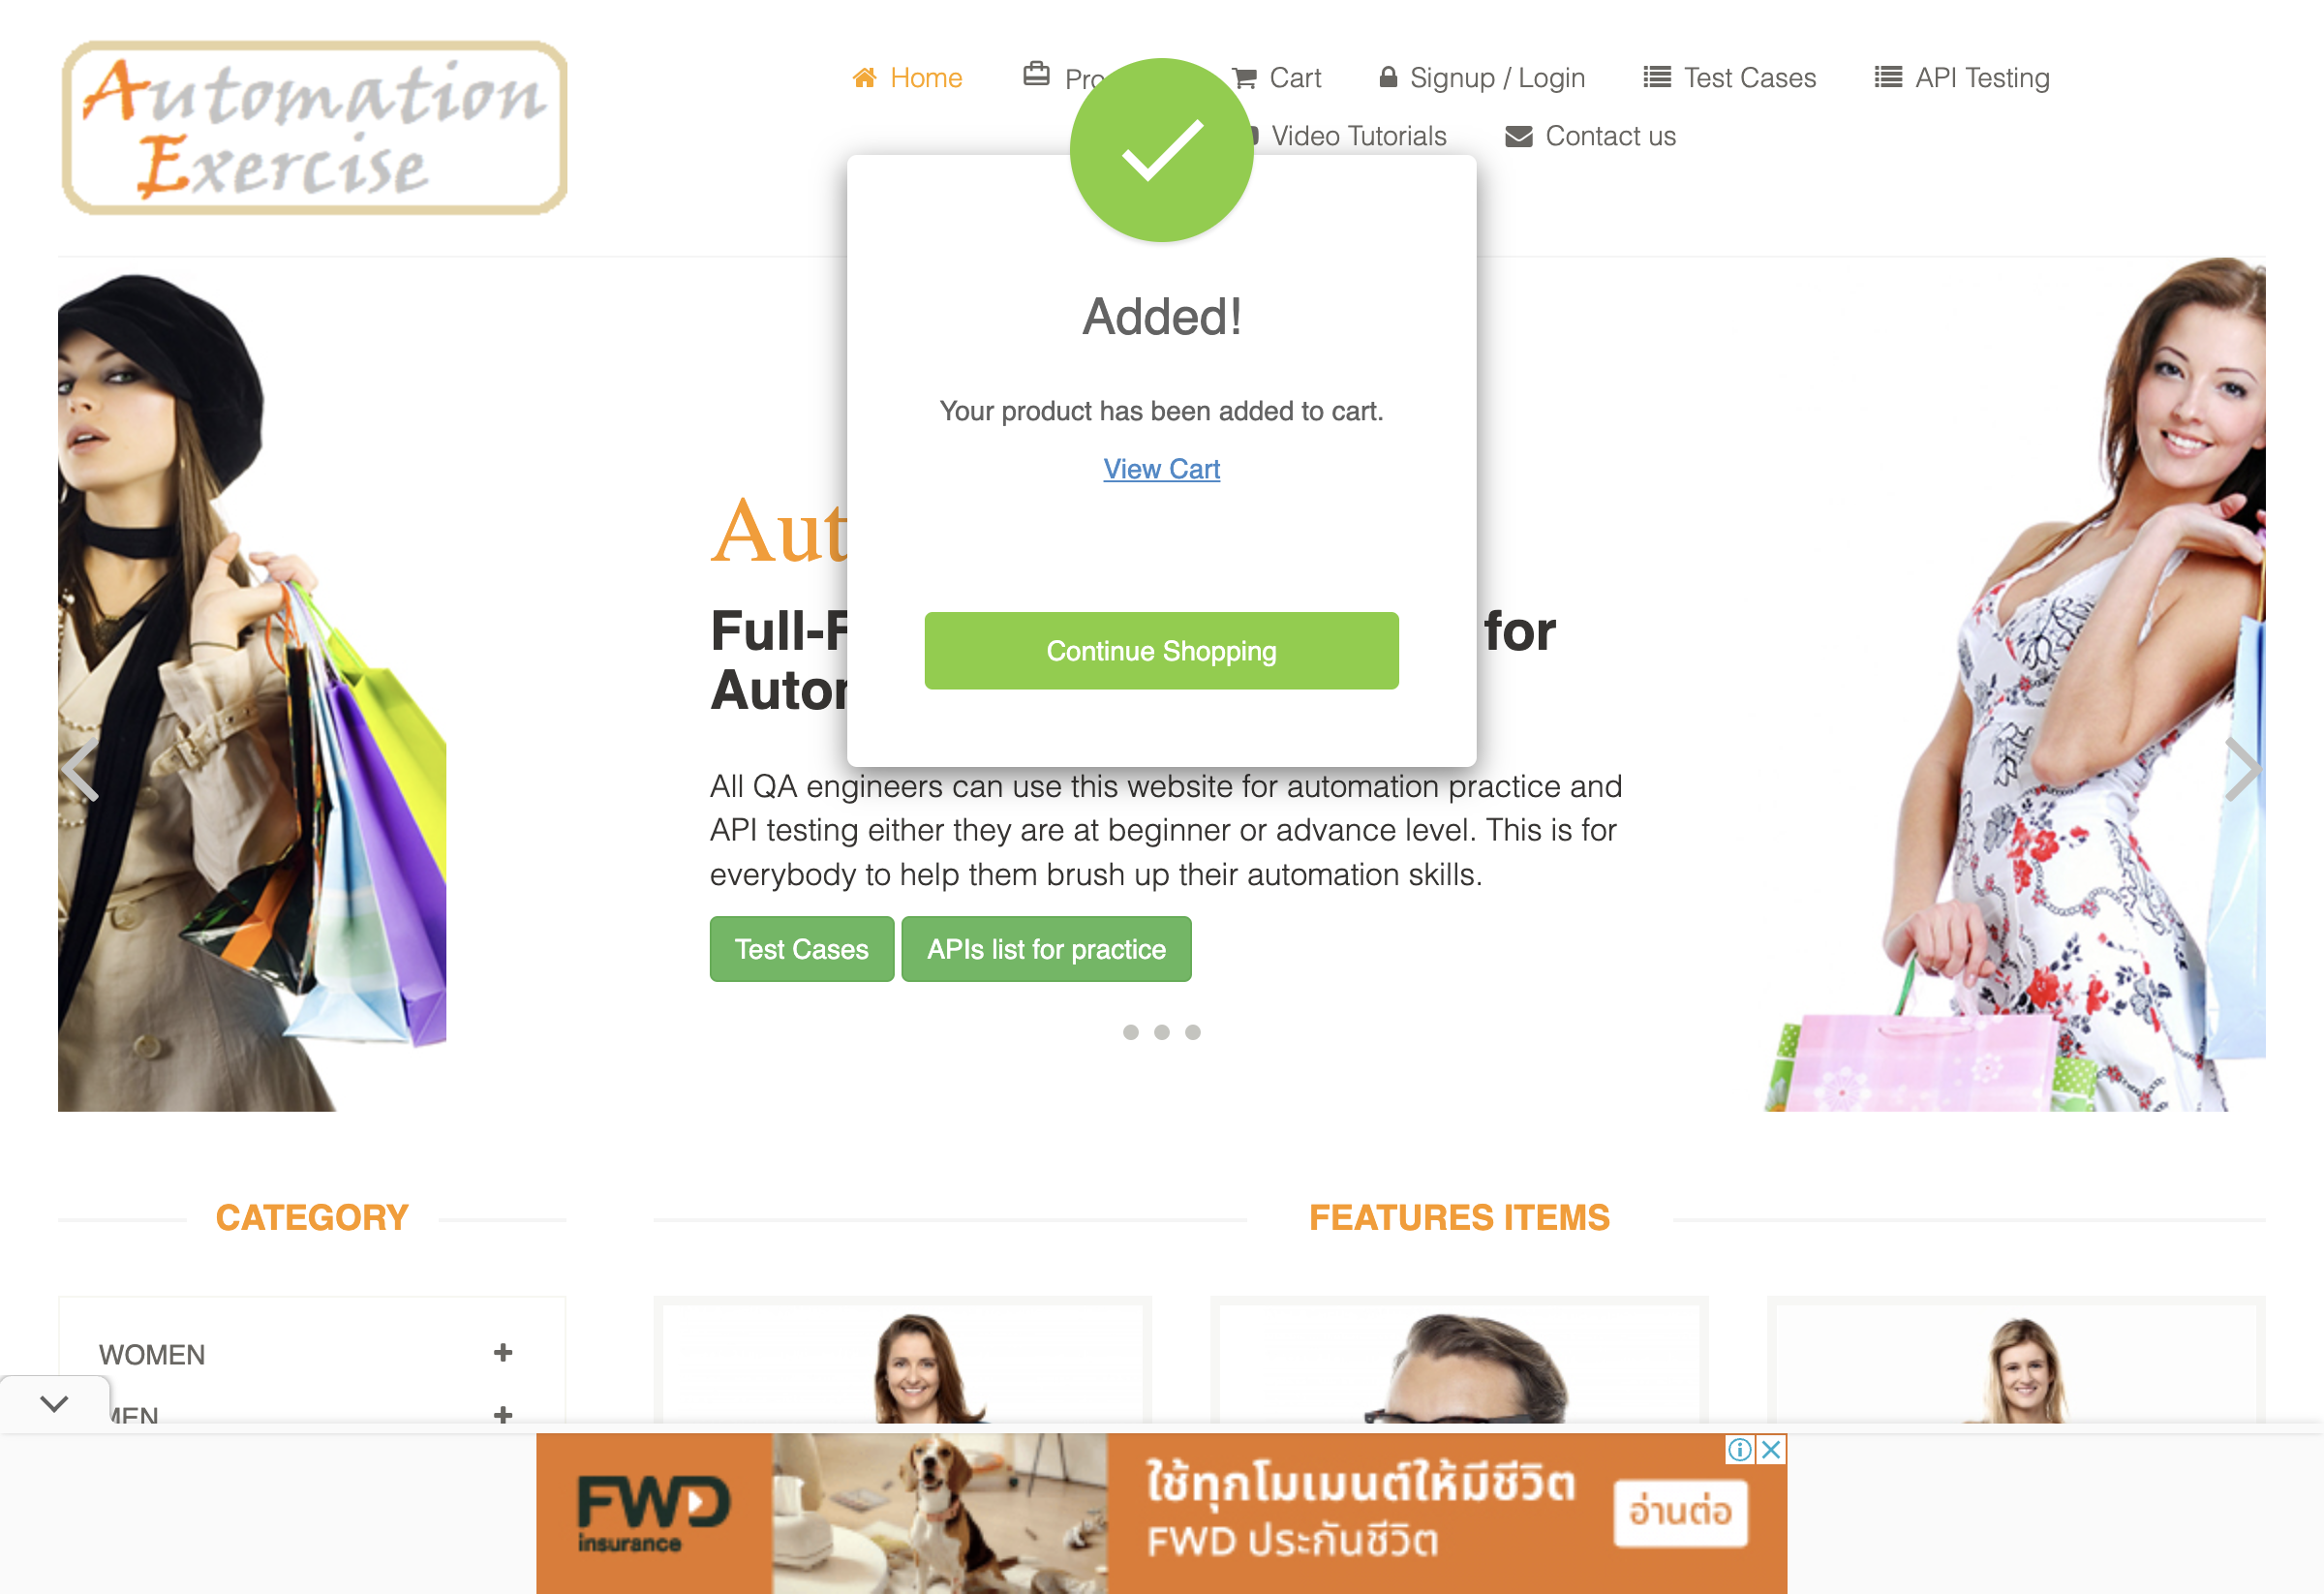 Automation
Exercise
Home
Cart
Signup / Login
Test Cases
API Testing
Video Tutorials
Contact us
Added!
Your product has been added to cart.
View Cart
Continue Shopping
for
All QA engineers can use this website for automation practice and
API testing either they are at beginner or advance level. This is for
everybody to help them brush up their automation skills.
Test Cases
APIs list for practice
CATEGORY
FEATURES ITEMS
WOMEN
MEN
FWD
insurance
ใช้ทุกโมเมนต์ให้มีชีวิต
FWD ประกันชีวิต
อ่านต่อ